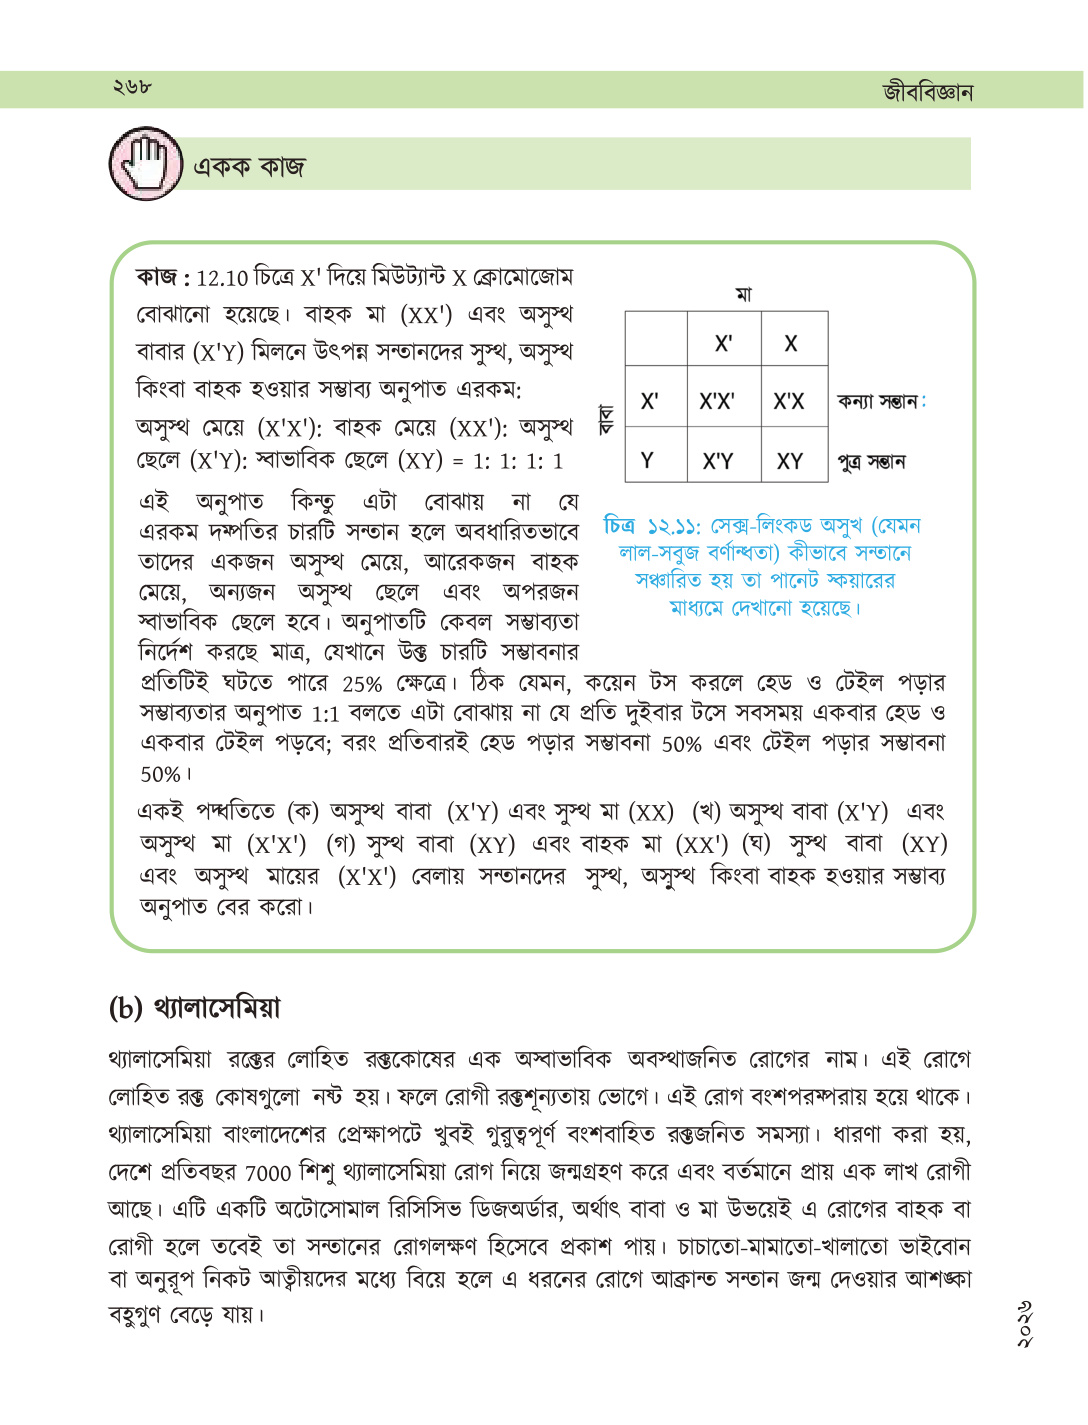 ২৬৮
জীববিজ্ঞান
একক কাজ
কাজ : 12.10 চিত্রে X' দিয়ে মিউট্যান্ট X ক্রোমোজোম
বোঝানো হয়েছে। বাহক মা (XX') এবং অসুস্থ
বাবার (X'Y) মিলনে উৎপন্ন সন্তানদের সুস্থ, অসুস্থ
কিংবা বাহক হওয়ার সম্ভাব্য অনুপাত এরকম:
অসুস্থ মেয়ে (X'X'): বাহক মেয়ে (XX'): অসুস্থ
ছেলে (X'Y): স্বাভাবিক ছেলে (XY) = 1: 1: 1: 1
এই অনুপাত কিন্তু এটা বোঝায় না যে
এরকম দম্পতির চারটি সন্তান হলে অবধারিতভাবে
তাদের একজন অসুস্থ মেয়ে, আরেকজন বাহক
মেয়ে, অন্যজন অসুস্থ ছেলে এবং অপরজন
স্বাভাবিক ছেলে হবে। অনুপাতটি কেবল সম্ভাব্যতা
নির্দেশ করছে মাত্র, যেখানে উক্ত চারটি সম্ভাবনার
মা
X' X
বাবা
X' X'X' X'X কন্যা সন্তান :
Y X'Y XY পুত্র সন্তান
চিত্র ১২.১১: সেক্স-লিংকড অসুখ (যেমন
লাল-সবুজ বর্ণান্ধতা) কীভাবে সন্তানে
সঞ্চারিত হয় তা পানেট স্কয়ারের
মাধ্যমে দেখানো হয়েছে।
প্রতিটিই ঘটতে পারে 25% ক্ষেত্রে। ঠিক যেমন, কয়েন টস করলে হেড ও টেইল পড়ার
সম্ভাব্যতার অনুপাত 1:1 বলতে এটা বোঝায় না যে প্রতি দুইবার টসে সবসময় একবার হেড ও
একবার টেইল পড়বে; বরং প্রতিবারই হেড পড়ার সম্ভাবনা 50% এবং টেইল পড়ার সম্ভাবনা
50%।
একই পদ্ধতিতে (ক) অসুস্থ বাবা (X'Y) এবং সুস্থ মা (XX) (খ) অসুস্থ বাবা (X'Y) এবং
অসুস্থ মা (X'X') (গ) সুস্থ বাবা (XY) এবং বাহক মা (XX') (ঘ) সুস্থ বাবা (XY)
এবং অসুস্থ মায়ের (X'X') বেলায় সন্তানদের সুস্থ, অসুস্থ কিংবা বাহক হওয়ার সম্ভাব্য
অনুপাত বের করো।
(b) থ্যালাসেমিয়া
থ্যালাসেমিয়া রক্তের লোহিত রক্তকোষের এক অস্বাভাবিক অবস্থাজনিত রোগের নাম। এই রোগে
লোহিত রক্ত কোষগুলো নষ্ট হয়। ফলে রোগী রক্তশূন্যতায় ভোগে। এই রোগ বংশপরম্পরায় হয়ে থাকে।
থ্যালাসেমিয়া বাংলাদেশের প্রেক্ষাপটে খুবই গুরুত্বপূর্ণ বংশবাহিত রক্তজনিত সমস্যা। ধারণা করা হয়,
দেশে প্রতিবছর 7000 শিশু থ্যালাসেমিয়া রোগ নিয়ে জন্মগ্রহণ করে এবং বর্তমানে প্রায় এক লাখ রোগী
আছে। এটি একটি অটোসোমাল রিসিসিভ ডিজঅর্ডার, অর্থাৎ বাবা ও মা উভয়েই এ রোগের বাহক বা
রোগী হলে তবেই তা সন্তানের রোগলক্ষণ হিসেবে প্রকাশ পায়। চাচাতো-মামাতো-খালাতো ভাইবোন
বা অনুরূপ নিকট আত্বীয়দের মধ্যে বিয়ে হলে এ ধরনের রোগে আক্রান্ত সন্তান জন্ম দেওয়ার আশঙ্কা
বহুগুণ বেড়ে যায়।
২০২৬